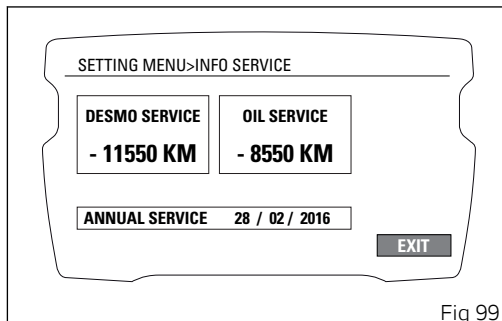 SETTING MENU>INFO SERVICE
DESMO SERVICE
- 11550 KM
OIL SERVICE
- 8550 KM
ANNUAL SERVICE 28 / 02 / 2016
EXIT
Fig 99